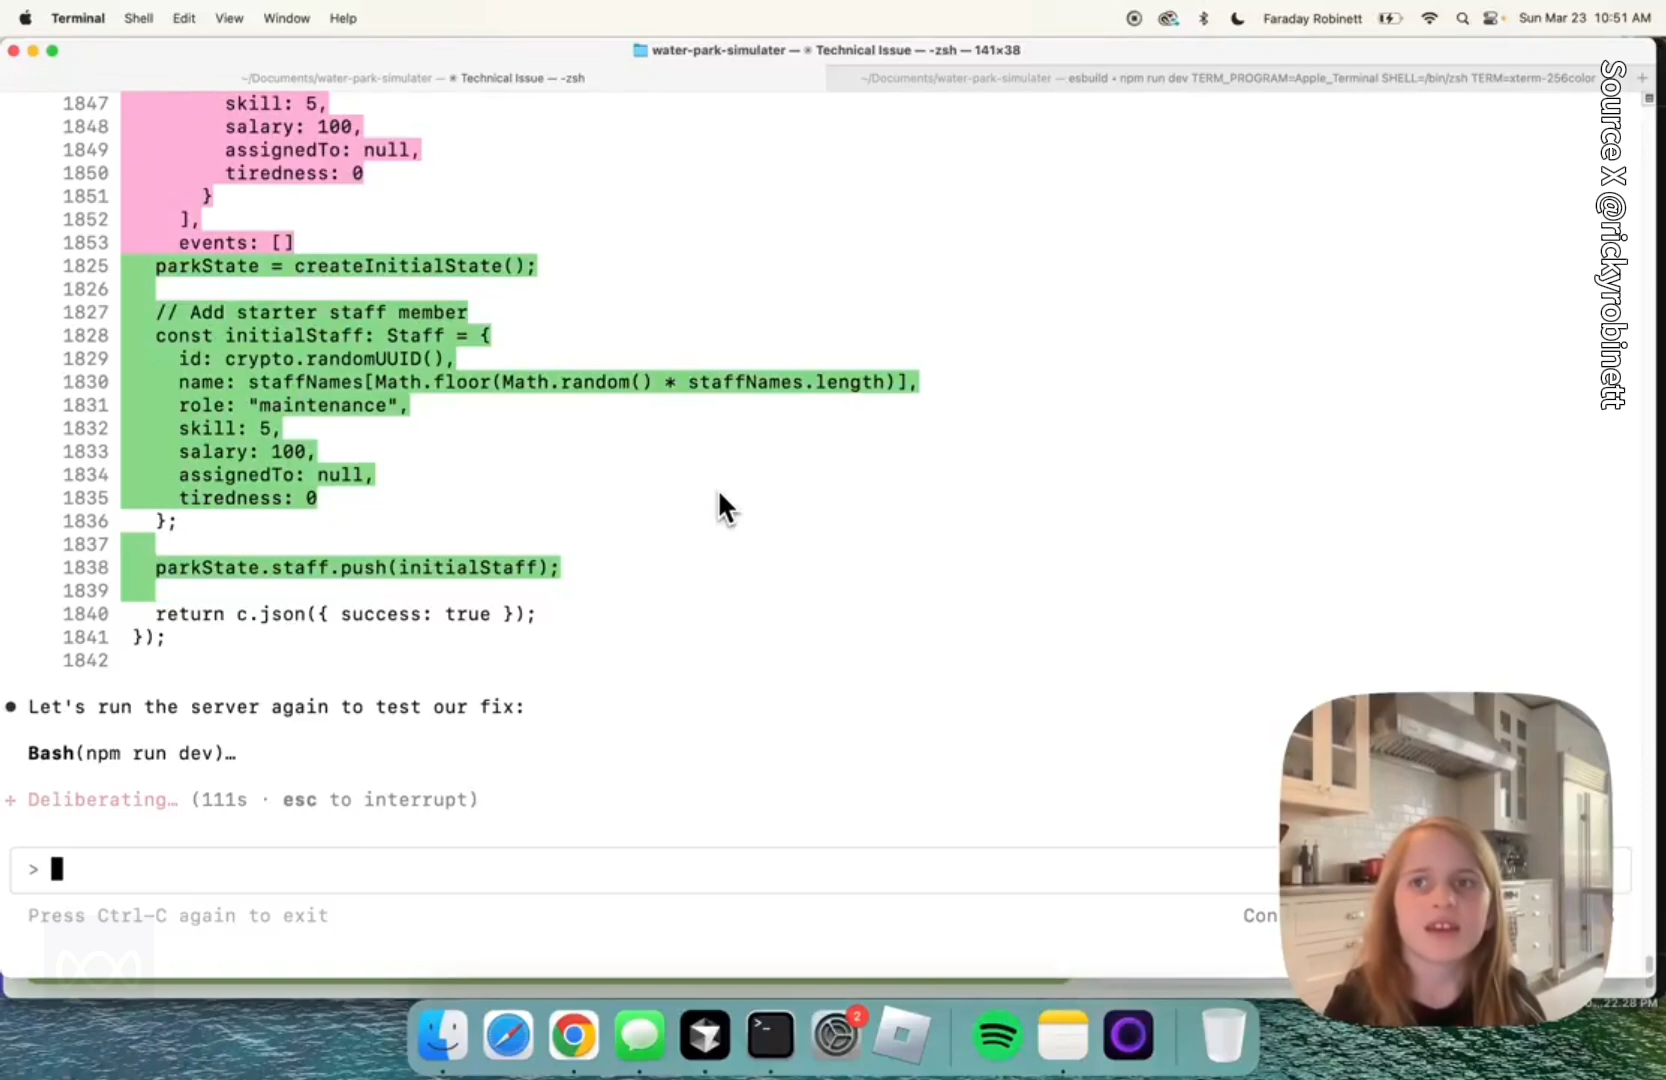 Terminal Shell Edit View Window Help Faraday Robinett Sun Mar 23 10:51 AM
water-park-simulater — ✳ Technical Issue — -zsh — 141×38
~/Documents/water-park-simulater — ✳ Technical Issue — -zsh ~/Documents/water-park-simulater — esbuild • npm run dev TERM_PROGRAM=Apple_Terminal SHELL=/bin/zsh TERM=xterm-256color +
1847 skill: 5,
1848 salary: 100,
1849 assignedTo: null,
1850 tiredness: 0
1851 }
1852 ],
1853 events: []
1825 parkState = createInitialState();
1826
1827 // Add starter staff member
1828 const initialStaff: Staff = {
1829 id: crypto.randomUUID(),
1830 name: staffNames[Math.floor(Math.random() * staffNames.length)],
1831 role: "maintenance",
1832 skill: 5,
1833 salary: 100,
1834 assignedTo: null,
1835 tiredness: 0
1836 };
1837
1838 parkState.staff.push(initialStaff);
1839
1840 return c.json({ success: true });
1841 });
1842
● Let's run the server again to test our fix:
Bash(npm run dev)…
+ Deliberating… (111s · esc to interrupt)
>
Press Ctrl-C again to exit Con
Source X @rickyrobinett
2
22.28 PM